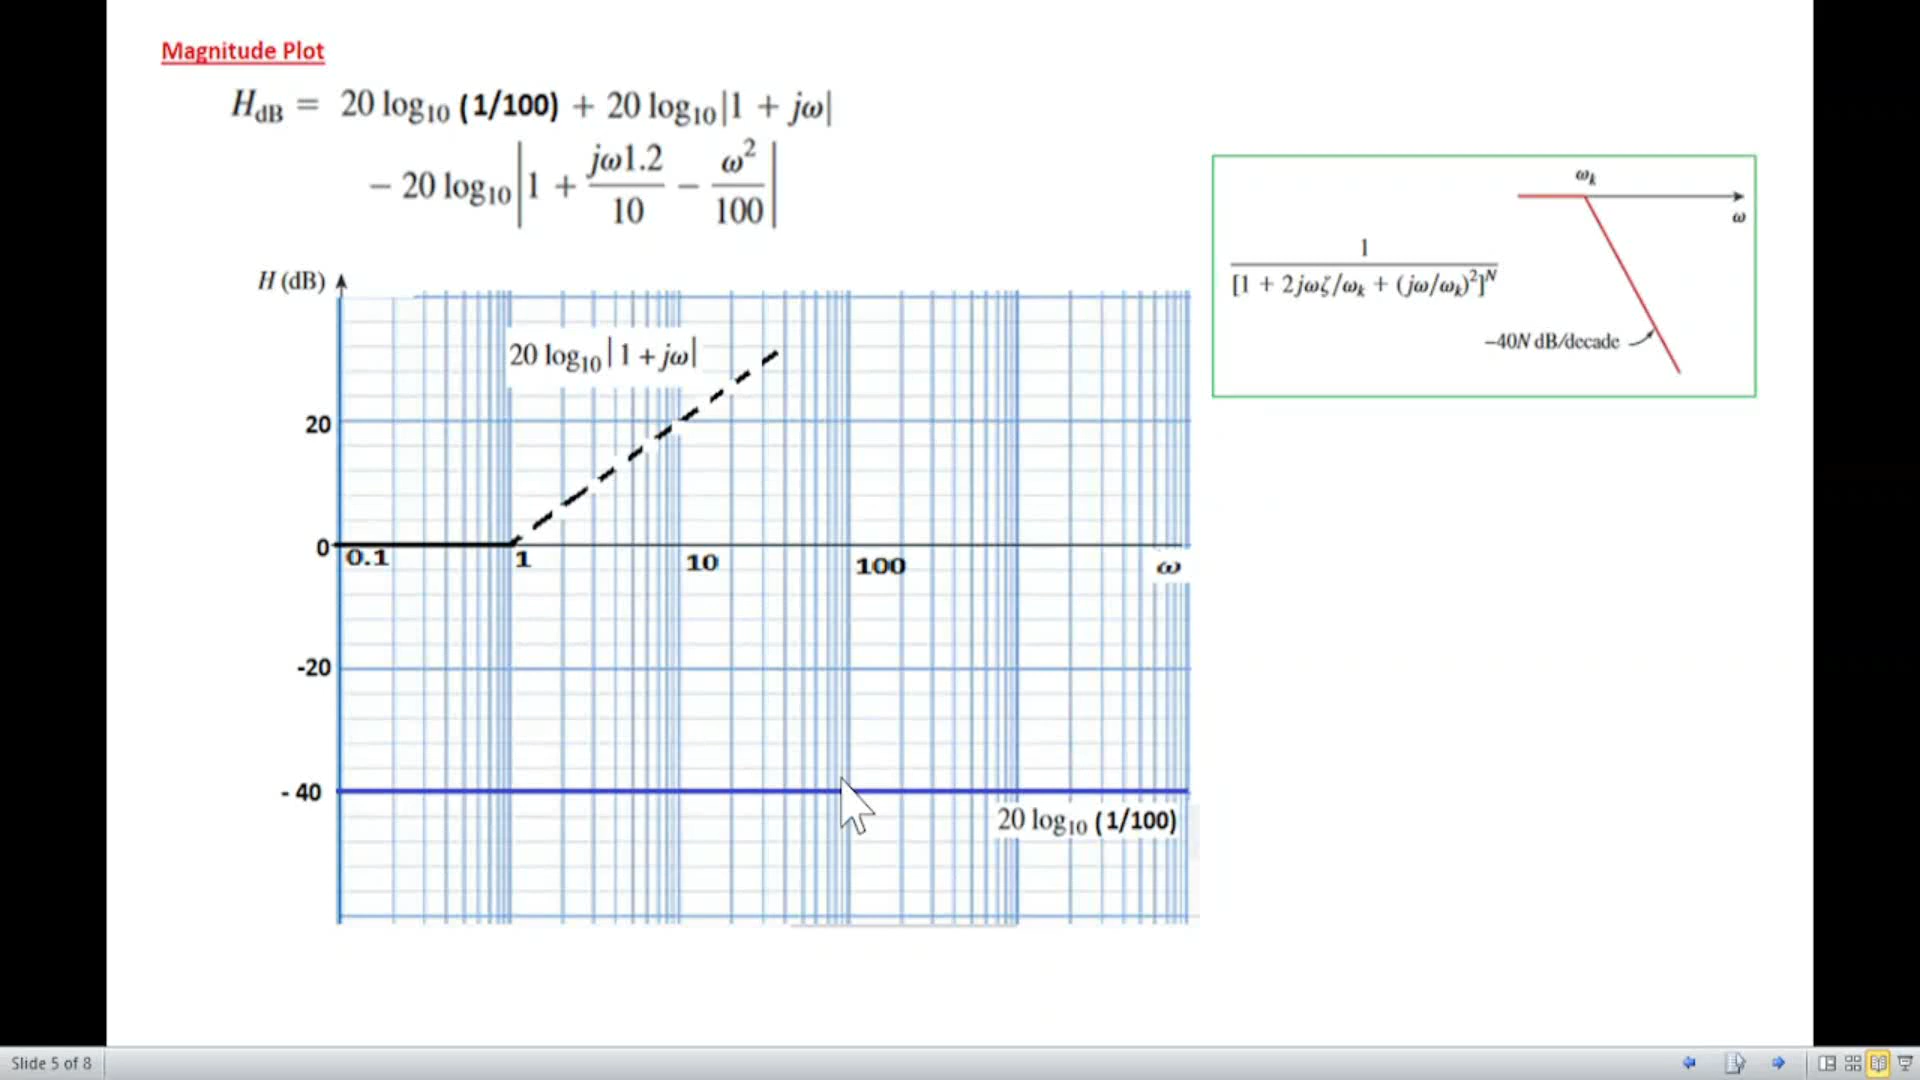 Magnitude Plot
H_dB = 20 log₁₀ (1/100) + 20 log₁₀|1 + jω|
− 20 log₁₀|1 + jω1.2/10 − ω²/100|
ω_k
ω
1/[1 + 2jωζ/ω_k + (jω/ω_k)²]^N
−40N dB/decade
H (dB)
20 log₁₀|1 + jω|
20
0
0.1
1
10
100
ω
-20
- 40
20 log₁₀ (1/100)
Slide 5 of 8